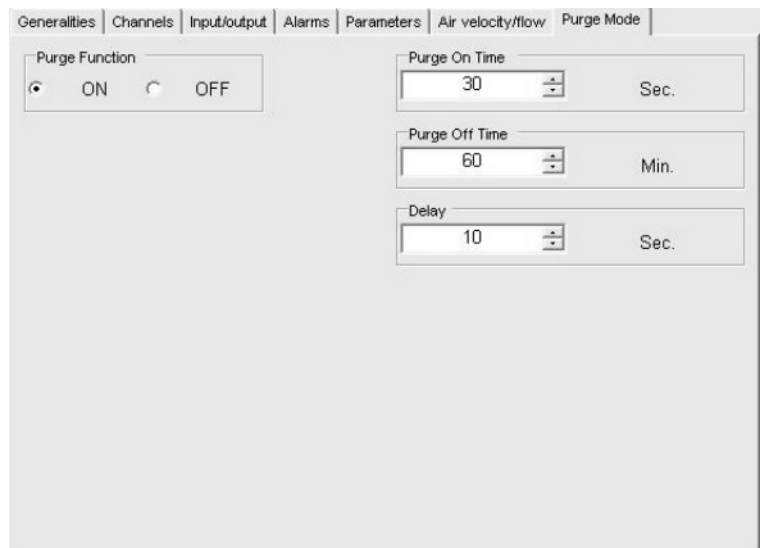 Generalities Channels Input/output Alarms Parameters Air velocity/flow Purge Mode
Purge Function
ON OFF
Purge On Time
30 Sec.
Purge Off Time
60 Min.
Delay
10 Sec.